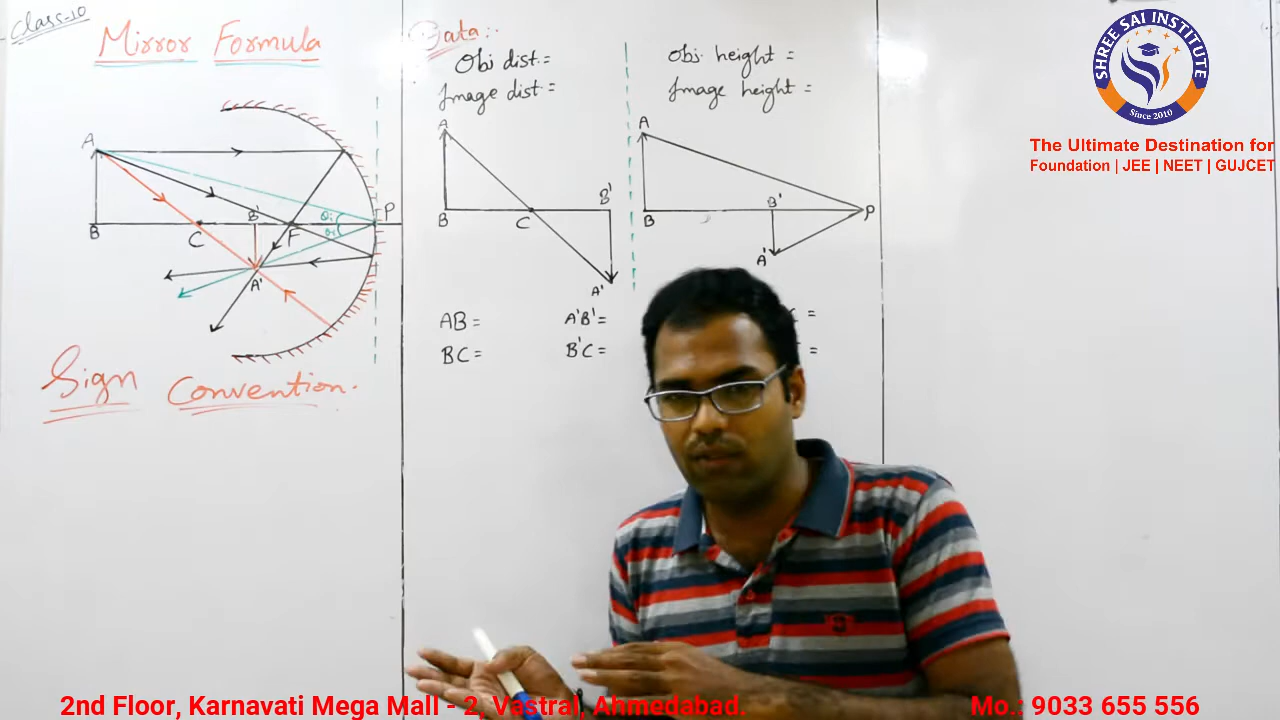 Class-10
Mirror Formula
A
B
C
B'
F
P
θi
θr
A'
Sign Convention.
Data:-
Obj dist=
Image dist =
A
B
C
B'
A'
AB=
A'B'=
BC=
B'C=
Obj height =
Image height =
A
B
B'
P
A'
=
=
SHREE SAI INSTITUTE
Since 2010
The Ultimate Destination for
Foundation | JEE | NEET | GUJCET
2nd Floor, Karnavati Mega Mall - 2, Vastral, Ahmedabad.
Mo.: 9033 655 556